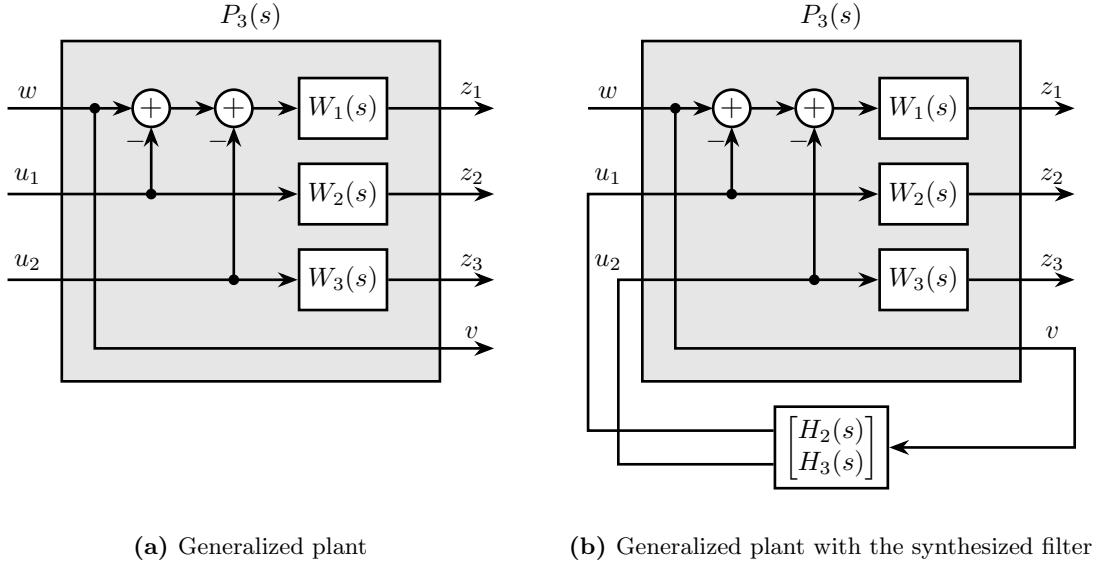 P₃(s)
w
+
+
W₁(s)
z₁
−
−
u₁
W₂(s)
z₂
u₂
W₃(s)
z₃
v
(a) Generalized plant
P₃(s)
w
+
+
W₁(s)
z₁
−
−
u₁
W₂(s)
z₂
u₂
W₃(s)
z₃
v
[H₂(s)]
[H₃(s)]
(b) Generalized plant with the synthesized filter